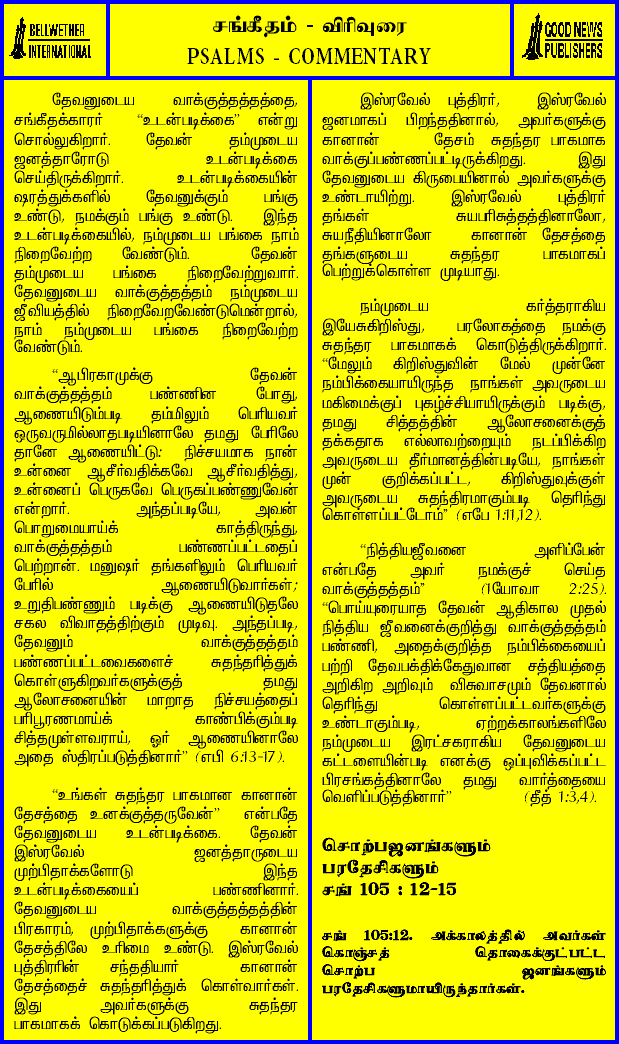 BELLWETHER
INTERNATIONAL
சங்கீதம் - விரிவுரை
PSALMS - COMMENTARY
GOOD NEWS
PUBLISHERS
தேவனுடைய வாக்குத்தத்தத்தை,
சங்கீதக்காரர் “உடன்படிக்கை” என்று
சொல்லுகிறார். தேவன் தம்முடைய
ஜனத்தாரோடு உடன்படிக்கை
செய்திருக்கிறார். உடன்படிக்கையின்
ஷரத்துக்களில் தேவனுக்கும் பங்கு
உண்டு, நமக்கும் பங்கு உண்டு. இந்த
உடன்படிக்கையில், நம்முடைய பங்கை நாம்
நிறைவேற்ற வேண்டும். தேவன்
தம்முடைய பங்கை நிறைவேற்றுவார்.
தேவனுடைய வாக்குத்தத்தம் நம்முடைய
ஜீவியத்தில் நிறைவேறவேண்டுமென்றால்,
நாம் நம்முடைய பங்கை நிறைவேற்ற
வேண்டும்.
“ஆபிரகாமுக்கு தேவன்
வாக்குத்தத்தம் பண்ணின போது,
ஆணையிடும்படி தம்மிலும் பெரியவர்
ஒருவருமில்லாதபடியினாலே தமது பேரிலே
தானே ஆணையிட்டு: நிச்சயமாக நான்
உன்னை ஆசீர்வதிக்கவே ஆசீர்வதித்து,
உன்னைப் பெருகவே பெருகப்பண்ணுவேன்
என்றார். அந்தப்படியே, அவன்
பொறுமையாய்க் காத்திருந்து,
வாக்குத்தத்தம் பண்ணப்பட்டதைப்
பெற்றான். மனுஷர் தங்களிலும் பெரியவர்
பேரில் ஆணையிடுவார்கள்;
உறுதிபண்ணும் படிக்கு ஆணையிடுதலே
சகல விவாதத்திற்கும் முடிவு. அந்தப்படி,
தேவனும் வாக்குத்தத்தம்
பண்ணப்பட்டவைகளைச் சுதந்தரித்துக்
கொள்ளுகிறவர்களுக்குத் தமது
ஆலோசனையின் மாறாத நிச்சயத்தைப்
பரிபூரணமாய்க் காண்பிக்கும்படி
சித்தமுள்ளவராய், ஓர் ஆணையினாலே
அதை ஸ்திரப்படுத்தினார்” (எபி 6:13-17).
“உங்கள் சுதந்தர பாகமான கானான்
தேசத்தை உனக்குத்தருவேன்” என்பதே
தேவனுடைய உடன்படிக்கை. தேவன்
இஸ்ரவேல் ஜனத்தாருடைய
முற்பிதாக்களோடு இந்த
உடன்படிக்கையைப் பண்ணினார்.
தேவனுடைய வாக்குத்தத்தத்தின்
பிரகாரம், முற்பிதாக்களுக்கு கானான்
தேசத்திலே உரிமை உண்டு. இஸ்ரவேல்
புத்திரரின் சந்ததியார் கானான்
தேசத்தைச் சுதந்தரித்துக் கொள்வார்கள்.
இது அவர்களுக்கு சுதந்தர
பாகமாகக் கொடுக்கப்படுகிறது.
இஸ்ரவேல் புத்திரர், இஸ்ரவேல்
ஜனமாகப் பிறந்ததினால், அவர்களுக்கு
கானான் தேசம் சுதந்தர பாகமாக
வாக்குப்பண்ணப்பட்டிருக்கிறது. இது
தேவனுடைய கிருபையினால் அவர்களுக்கு
உண்டாயிற்று. இஸ்ரவேல் புத்திரர்
தங்கள் சுயபரிசுத்தத்தினாலோ,
சுயநீதியினாலோ கானான் தேசத்தை
தங்களுடைய சுதந்தர பாகமாகப்
பெற்றுக்கொள்ள முடியாது.
நம்முடைய கர்த்தராகிய
இயேசுகிறிஸ்து, பரலோகத்தை நமக்கு
சுதந்தர பாகமாகக் கொடுத்திருக்கிறார்.
“மேலும் கிறிஸ்துவின் மேல் முன்னே
நம்பிக்கையாயிருந்த நாங்கள் அவருடைய
மகிமைக்குப் புகழ்ச்சியாயிருக்கும் படிக்கு,
தமது சித்தத்தின் ஆலோசனைக்குத்
தக்கதாக எல்லாவற்றையும் நடப்பிக்கிற
அவருடைய தீர்மானத்தின்படியே, நாங்கள்
முன் குறிக்கப்பட்ட, கிறிஸ்துவுக்குள்
அவருடைய சுதந்திரமாகும்படி தெரிந்து
கொள்ளப்பட்டோம்” (எபே 1:11,12).
“நித்தியஜீவனை அளிப்பேன்
என்பதே அவர் நமக்குச் செய்த
வாக்குத்தத்தம்” (1யோவா 2:25).
“பொய்யுரையாத தேவன் ஆதிகால முதல்
நித்திய ஜீவனைக்குறித்து வாக்குத்தத்தம்
பண்ணி, அதைக்குறித்த நம்பிக்கையைப்
பற்றி தேவபக்திக்கேதுவான சத்தியத்தை
அறிகிற அறிவும் விசுவாசமும் தேவனால்
தெரிந்து கொள்ளப்பட்டவர்களுக்கு
உண்டாகும்படி, ஏற்றக்காலங்களிலே
நம்முடைய இரட்சகராகிய தேவனுடைய
கட்டளையின்படி எனக்கு ஒப்புவிக்கப்பட்ட
பிரசங்கத்தினாலே தமது வார்த்தையை
வெளிப்படுத்தினார்” (தீத் 1:3,4).
சொற்பஜனங்களும்
பரதேசிகளும்
சங் 105 : 12-15
சங் 105:12. அக்காலத்தில் அவர்கள்
கொஞ்சத் தொகைக்குட்பட்ட
சொற்ப ஜனங்களும்
பரதேசிகளுமாயிருந்தார்கள்.